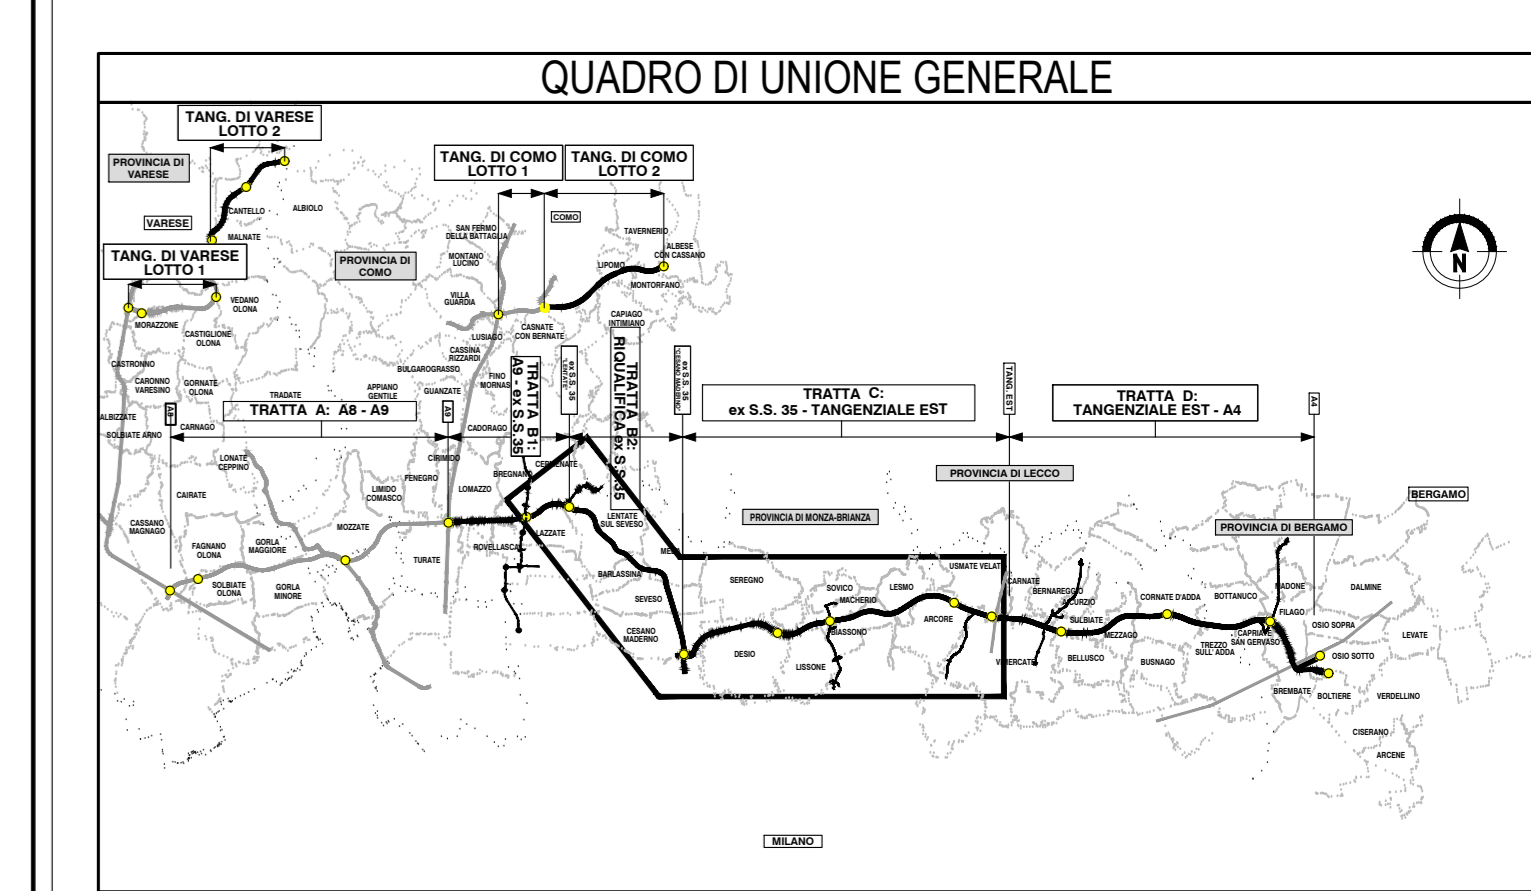 QUADRO DI UNIONE GENERALE
TANG. DI VARESE
LOTTO 2
PROVINCIA DI
VARESE
CANTELLO
ALBIOLO
VARESE
MALNATE
TANG. DI VARESE
LOTTO 1
VEDANO
OLONA
MORAZZONE
CASTIGLIONE
OLONA
TANG. DI COMO
LOTTO 1
TANG. DI COMO
LOTTO 2
COMO
SAN FERMO
DELLA BATTAGLIA
TAVERNERIO
ALBESE
CON CASSANO
MONTANO
LUCINO
LIPOMO
MONTORFANO
PROVINCIA DI
COMO
VILLA
GUARDIA
CAPIAGO
INTIMIANO
LUSIAGO
CASNATE
CON BERNATE
CASSINA
RIZZARDI
BULGAROGRASSO
FINO
MORNAS
N
CASTRONNO
CARONNO
VARESINO
GORNATE
OLONA
TRADATE
APPIANO
GENTILE
GUANZATE
ALBIZZATE
SOLBIATE ARNO
CARNAGO
CADORAGO
A8
TRATTA A: A8 - A9
A9
TRATTA B1:
A9 - ex S.S.35
ex S.S. 35
"LENTATE"
TRATTA B2:
RIQUALIFICA ex S.S.35
ex S.S. 35
"CESANO MADERNO"
TRATTA C:
ex S.S. 35 - TANGENZIALE EST
TANG. EST
TRATTA D:
TANGENZIALE EST - A4
A4
LONATE
CEPPINO
CIRIMIDO
FENEGRO
BREGNANO
CERMENATE
PROVINCIA DI LECCO
BERGAMO
CAIRATE
LIMIDO
COMASCO
LOMAZZO
LENTATE
SUL SEVESO
PROVINCIA DI MONZA-BRIANZA
PROVINCIA DI BERGAMO
CASSANO
MAGNAGO
MOZZATE
LAZZATE
FAGNANO
OLONA
GORLA
MAGGIORE
TURATE
ROVELLASCA
MEDA
SOLBIATE
OLONA
GORLA
MINORE
BARLASSINA
SEVESO
SEREGNO
SOVICO
MACHERIO
LESMO
USMATE VELAT
CARNATE
BERNAREGGIO
AICURZIO
SULBIATE
CORNATE D'ADDA
BOTTANUCO
MADONE
FILAGO
DALMINE
CESANO
MADERNO
DESIO
BIASSONO
LISSONE
ARCORE
VIMERCATE
MEZZAGO
BELLUSCO
BUSNAGO
TREZZO
SULL' ADDA
CAPRIATE
SAN GERVASO
OSIO SOPRA
LEVATE
OSIO SOTTO
BREMBATE
BOLTIERE
VERDELLINO
CISERANO
ARCENE
MILANO